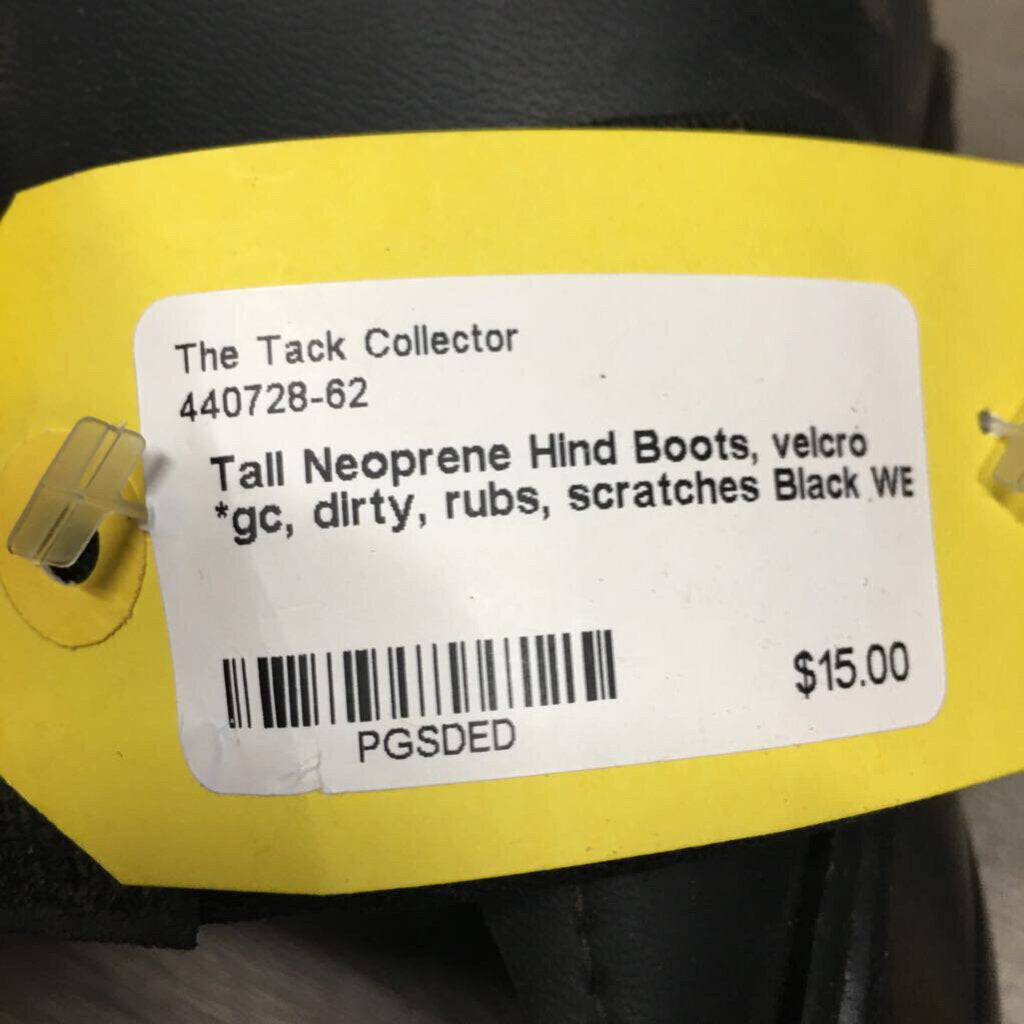 The Tack Collector
440728-62
Tall Neoprene Hind Boots, velcro
*gc, dirty, rubs, scratches Black WE
$15.00
PGSDED